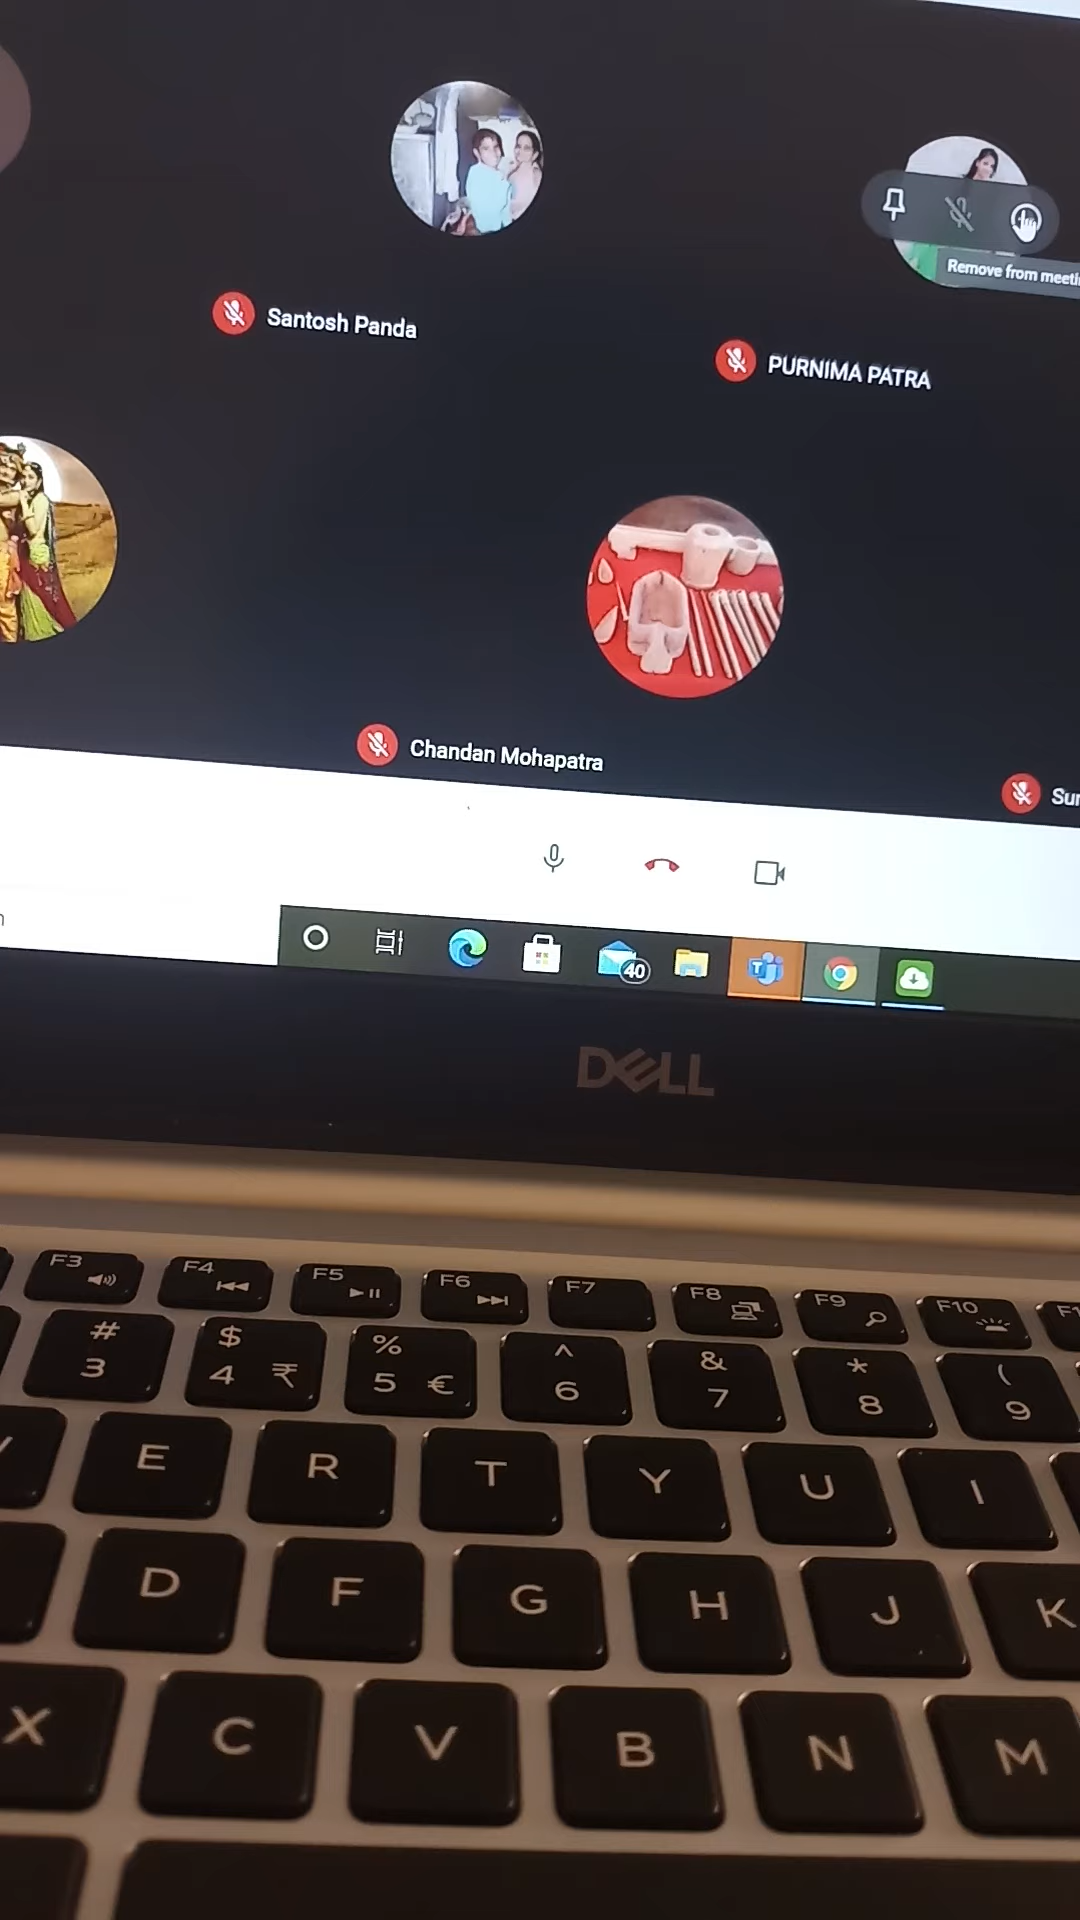 Remove from meeti
Santosh Panda
PURNIMA PATRA
Chandan Mohapatra
Sur
40
DELL
F3 F4 F5 F6 F7 F8 F9 F10 F1
# $ % ^ & * (
3 4 ₹ 5 € 6 7 8 9
E R T Y U I
D F G H J K
X C V B N M